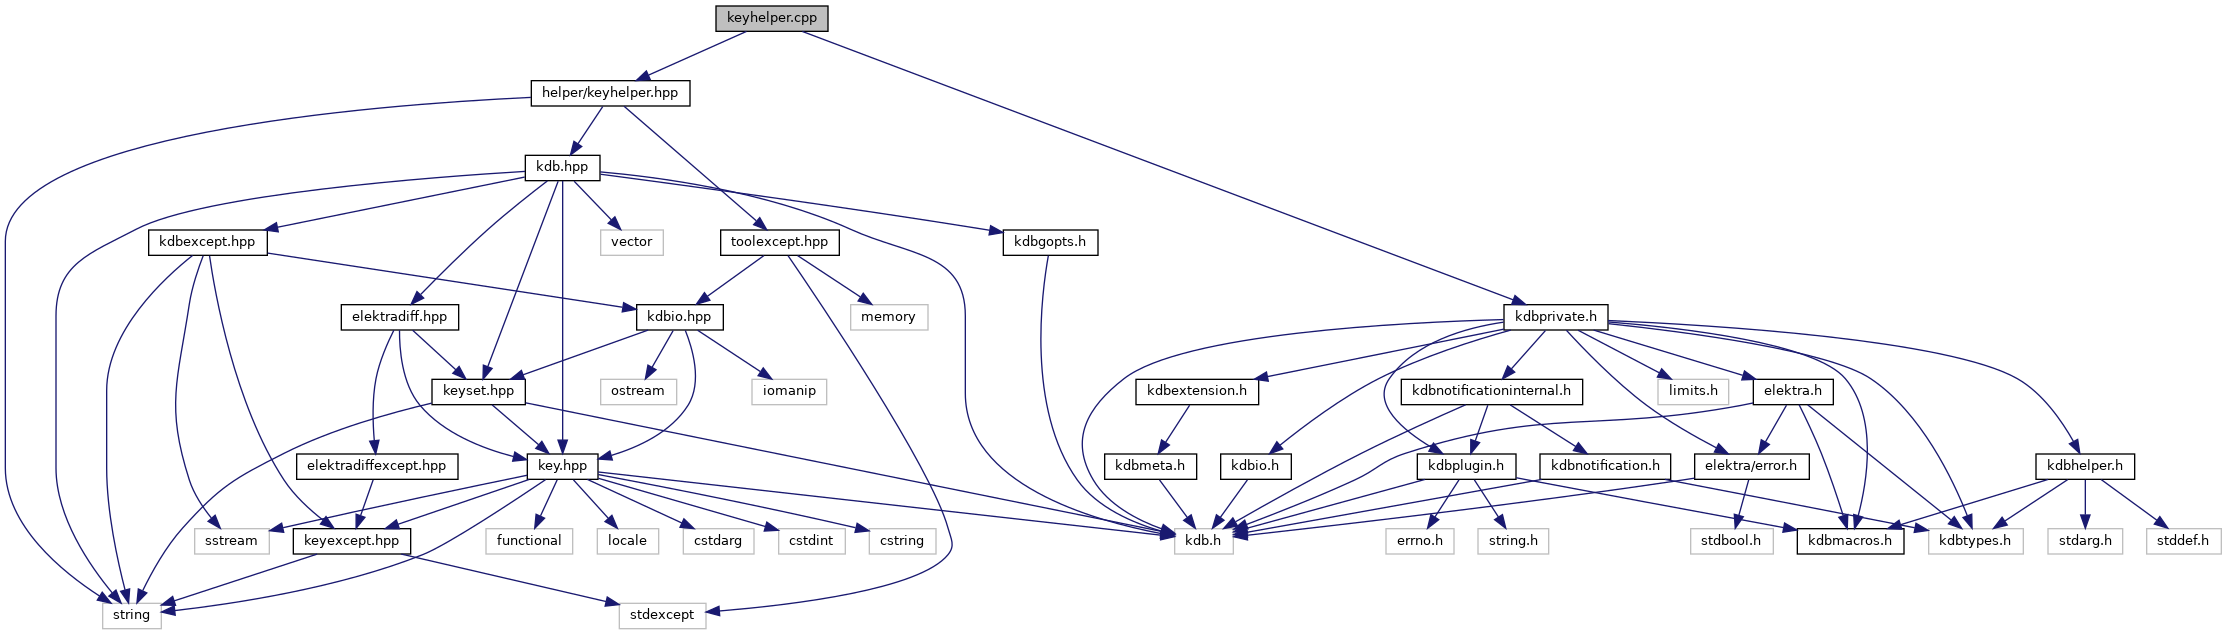 keyhelper.cpp
helper/keyhelper.hpp
kdb.hpp
kdbexcept.hpp
vector
toolexcept.hpp
kdbgopts.h
elektradiff.hpp
kdbio.hpp
memory
kdbprivate.h
keyset.hpp
ostream
iomanip
kdbextension.h
kdbnotificationinternal.h
limits.h
elektra.h
elektradiffexcept.hpp
key.hpp
kdbmeta.h
kdbio.h
kdbplugin.h
kdbnotification.h
elektra/error.h
kdbhelper.h
sstream
keyexcept.hpp
functional
locale
cstdarg
cstdint
cstring
kdb.h
errno.h
string.h
stdbool.h
kdbmacros.h
kdbtypes.h
stdarg.h
stddef.h
string
stdexcept